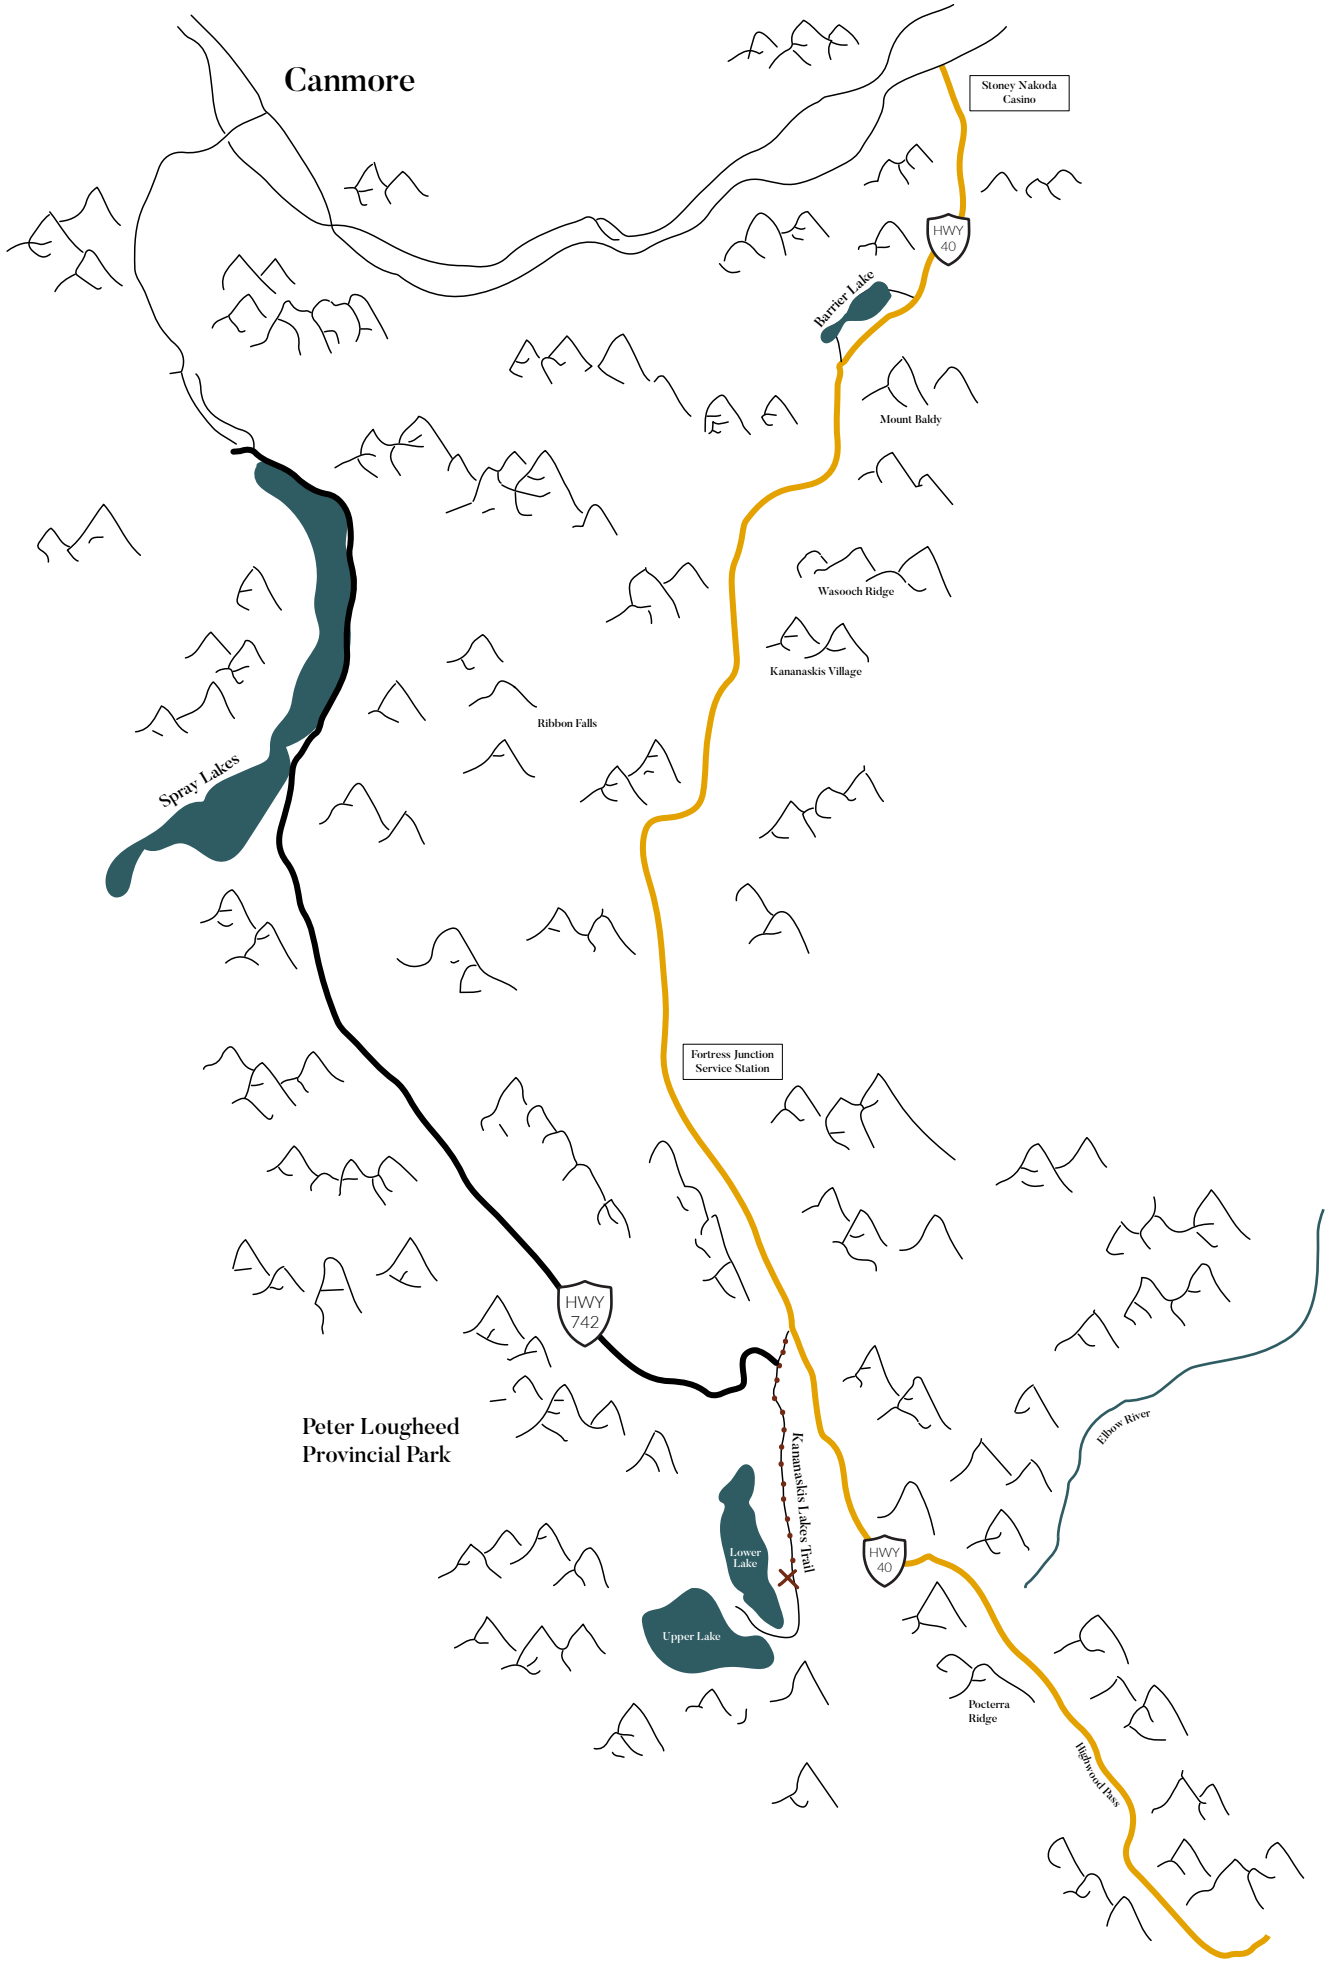 Canmore
Stoney Nakoda
Casino
HWY
40
Barrier Lake
Mount Baldy
Wasooch Ridge
Kananaskis Village
Ribbon Falls
Spray Lakes
Fortress Junction
Service Station
HWY
742
Peter Lougheed
Provincial Park
Elbow River
Kananaskis Lakes Trail
Lower
Lake
HWY
40
Upper Lake
Pocterra
Ridge
Highwood Pass